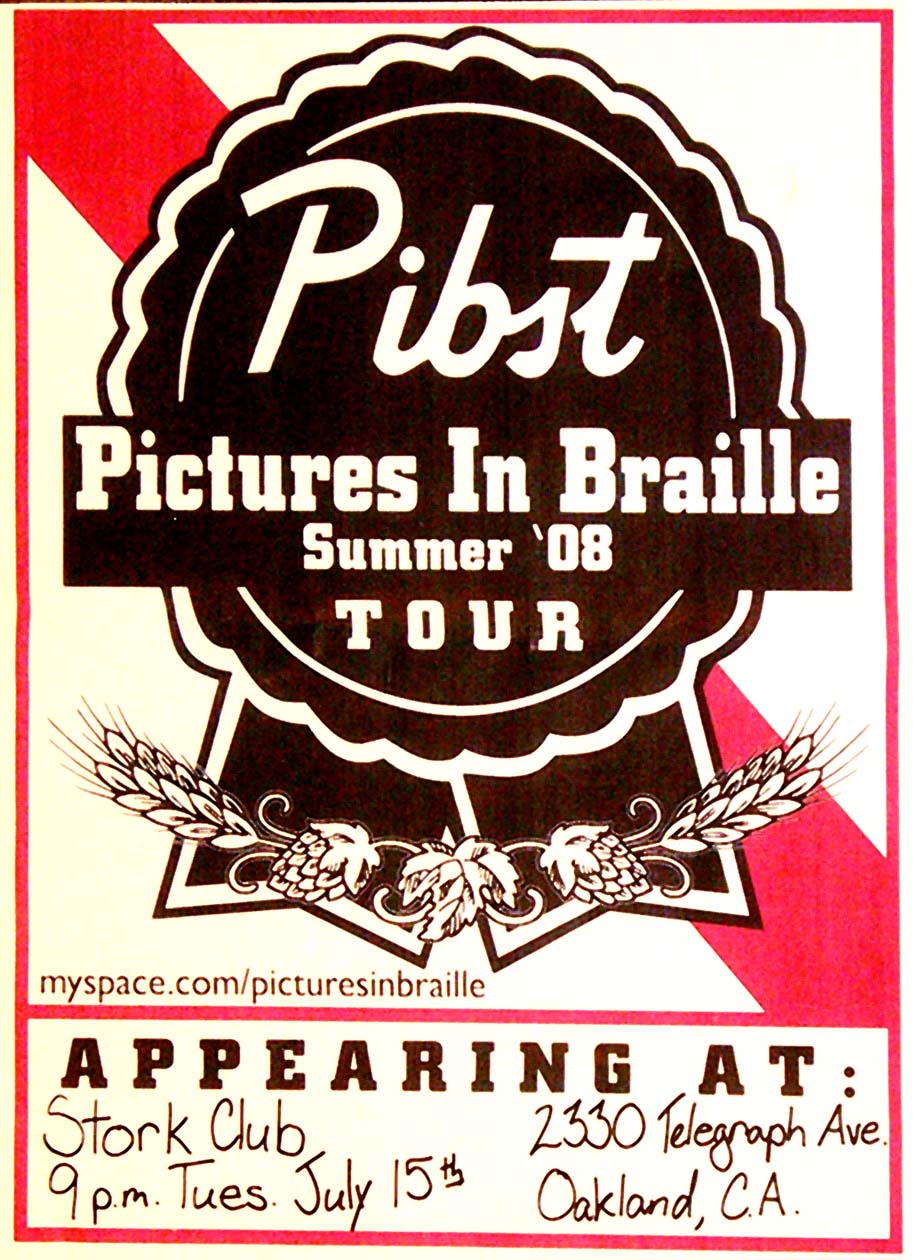 Pibst
Pictures In Braille
Summer '08
TOUR
myspace.com/picturesinbraille
APPEARING AT:
Stork Club 2330 Telegraph Ave.
9 p.m. Tues. July 15th Oakland, C.A.